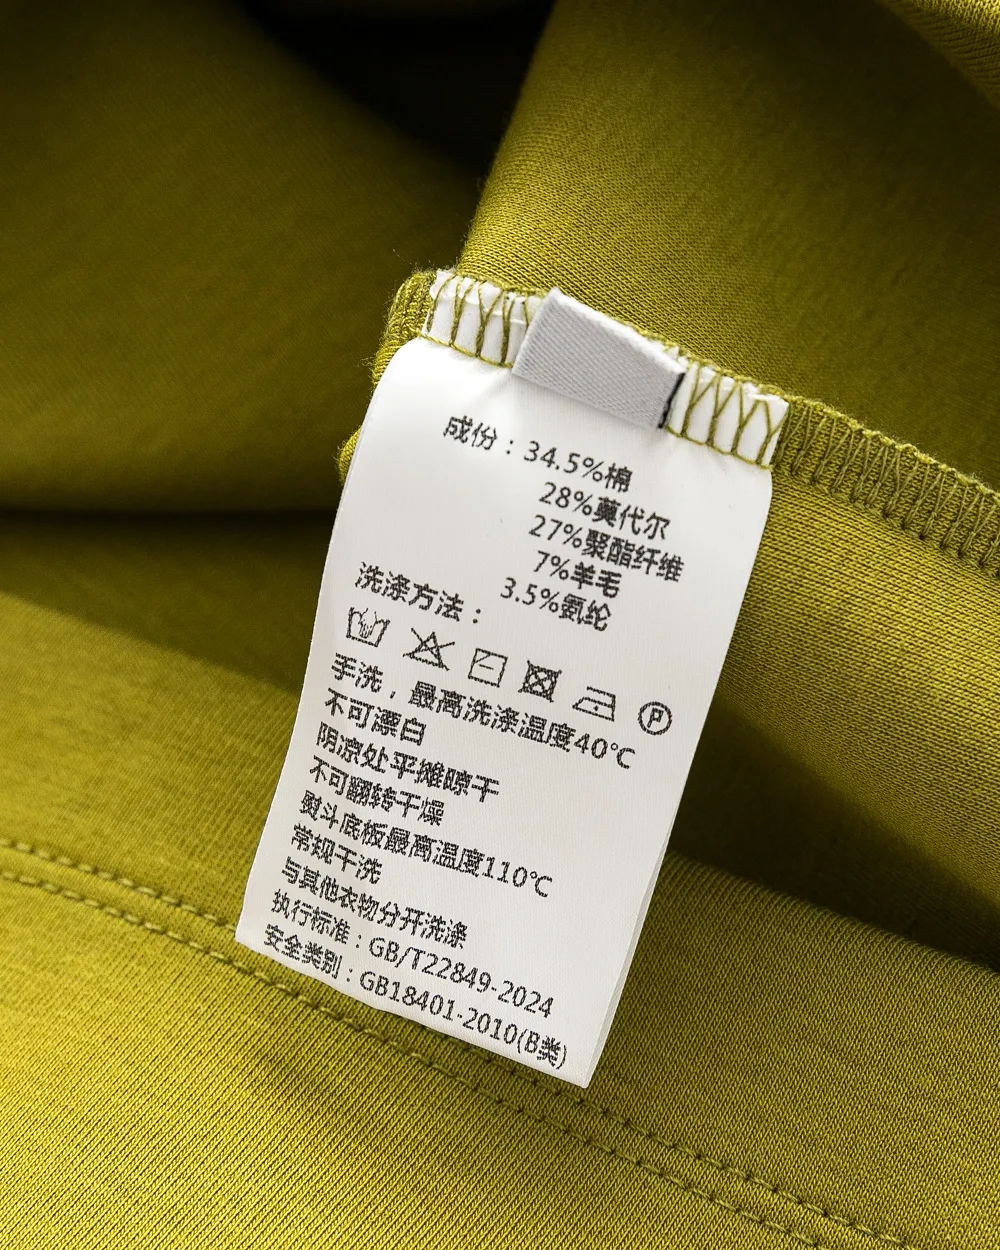 成份：34.5%棉
28%莫代尔
27%聚酯纤维
7%羊毛
3.5%氨纶
洗涤方法：
P
手洗，最高洗涤温度40℃
不可漂白
阴凉处平摊晾干
不可翻转干燥
熨斗底板最高温度110℃
常规干洗
与其他衣物分开洗涤
执行标准：GB/T22849-2024
安全类别：GB18401-2010(B类)